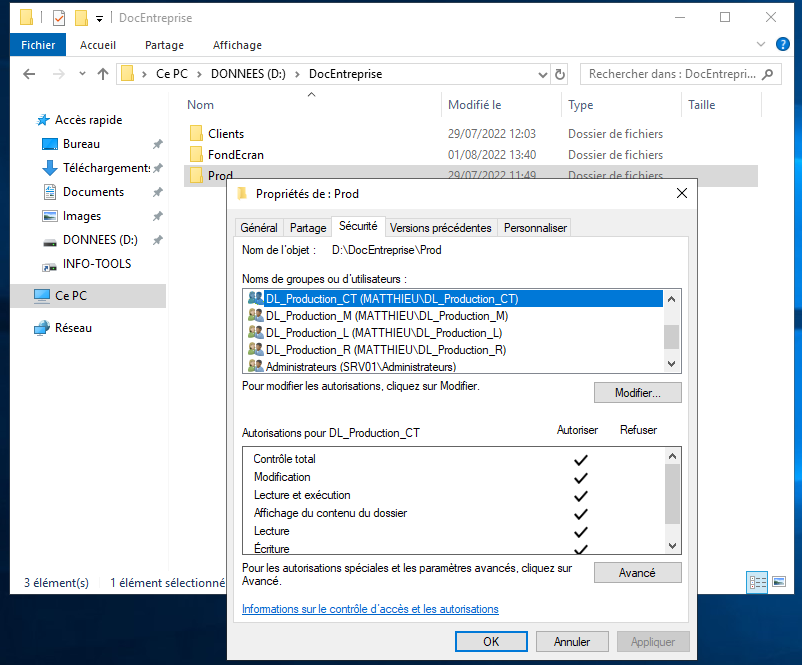 DocEntreprise
Fichier Accueil Partage Affichage
Ce PC > DONNEES (D:) > DocEntreprise
Rechercher dans : DocEntrepri...
Nom Modifié le Type Taille
Accès rapide
Bureau
Téléchargements
Documents
Images
DONNEES (D:)
INFO-TOOLS
Ce PC
Réseau
Clients 29/07/2022 12:03 Dossier de fichiers
FondEcran 01/08/2022 13:40 Dossier de fichiers
Prod 29/07/2022 11:49 Dossier de fichiers
3 élément(s) 1 élément sélectionné
Propriétés de : Prod
Général Partage Sécurité Versions précédentes Personnaliser
Nom de l'objet : D:\DocEntreprise\Prod
Noms de groupes ou d'utilisateurs :
DL_Production_CT (MATTHIEU\DL_Production_CT)
DL_Production_M (MATTHIEU\DL_Production_M)
DL_Production_L (MATTHIEU\DL_Production_L)
DL_Production_R (MATTHIEU\DL_Production_R)
Administrateurs (SRV01\Administrateurs)
Pour modifier les autorisations, cliquez sur Modifier.
Modifier...
Autorisations pour DL_Production_CT Autoriser Refuser
Contrôle total
Modification
Lecture et exécution
Affichage du contenu du dossier
Lecture
Écriture
Pour les autorisations spéciales et les paramètres avancés, cliquez sur
Avancé.
Avancé
Informations sur le contrôle d'accès et les autorisations
OK Annuler Appliquer